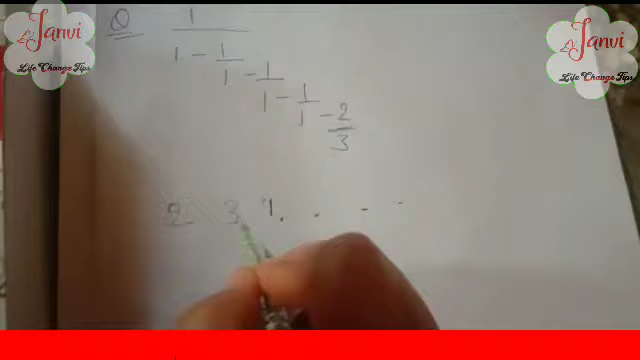 Janvi
Life Change Tips
Janvi
Life Change Tips
Q 1
1 - 1
1 - 1
1 - 1
1 - 2
3
2 3